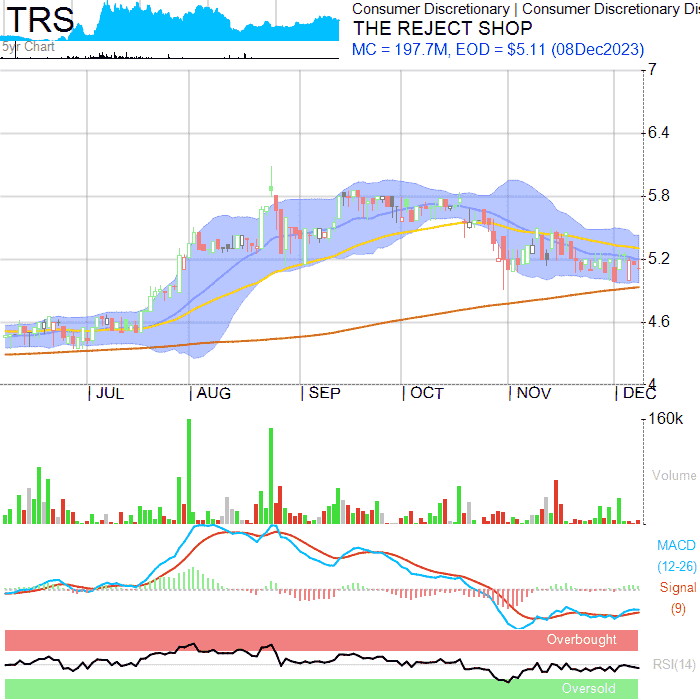 TRS
5yr Chart
Consumer Discretionary | Consumer Discretionary Di
THE REJECT SHOP
MC = 197.7M, EOD = $5.11 (08Dec2023)
7
6.4
5.8
5.2
4.6
4
JUL
AUG
SEP
OCT
NOV
DEC
160k
Volume
MACD
(12-26)
Signal
(9)
Overbought
RSI(14)
Oversold